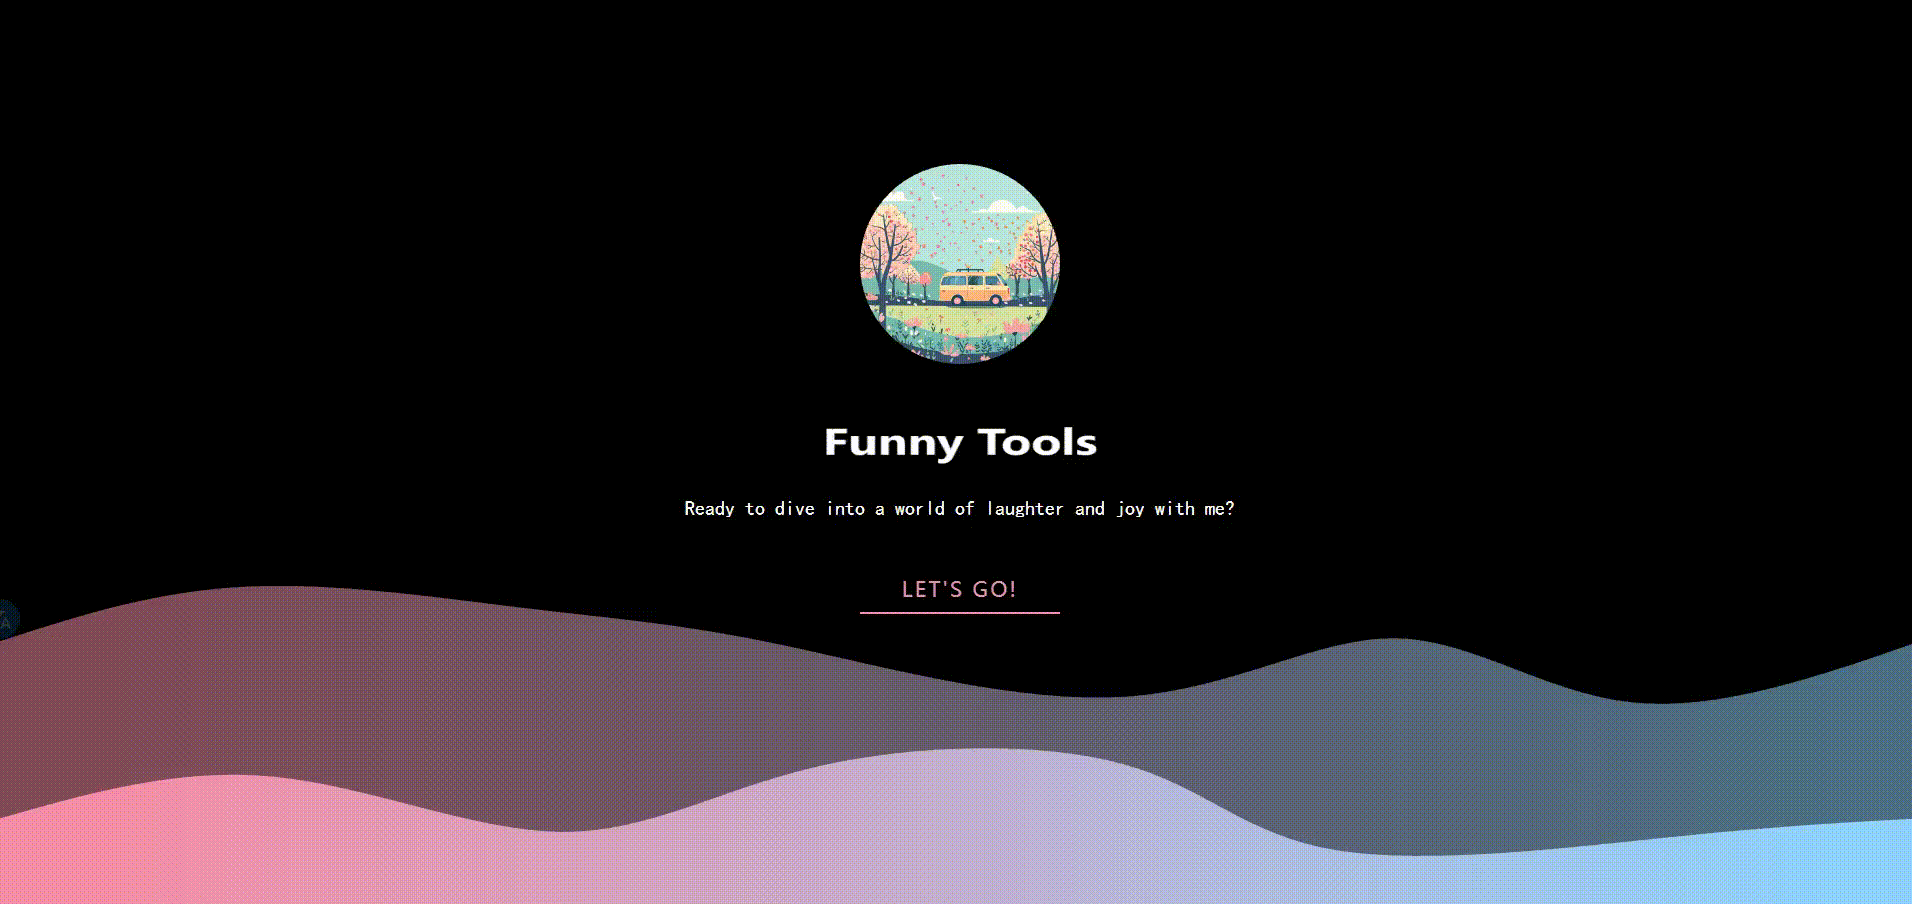 Funny Tools
Ready to dive into a world of laughter and joy with me?
LET'S GO!